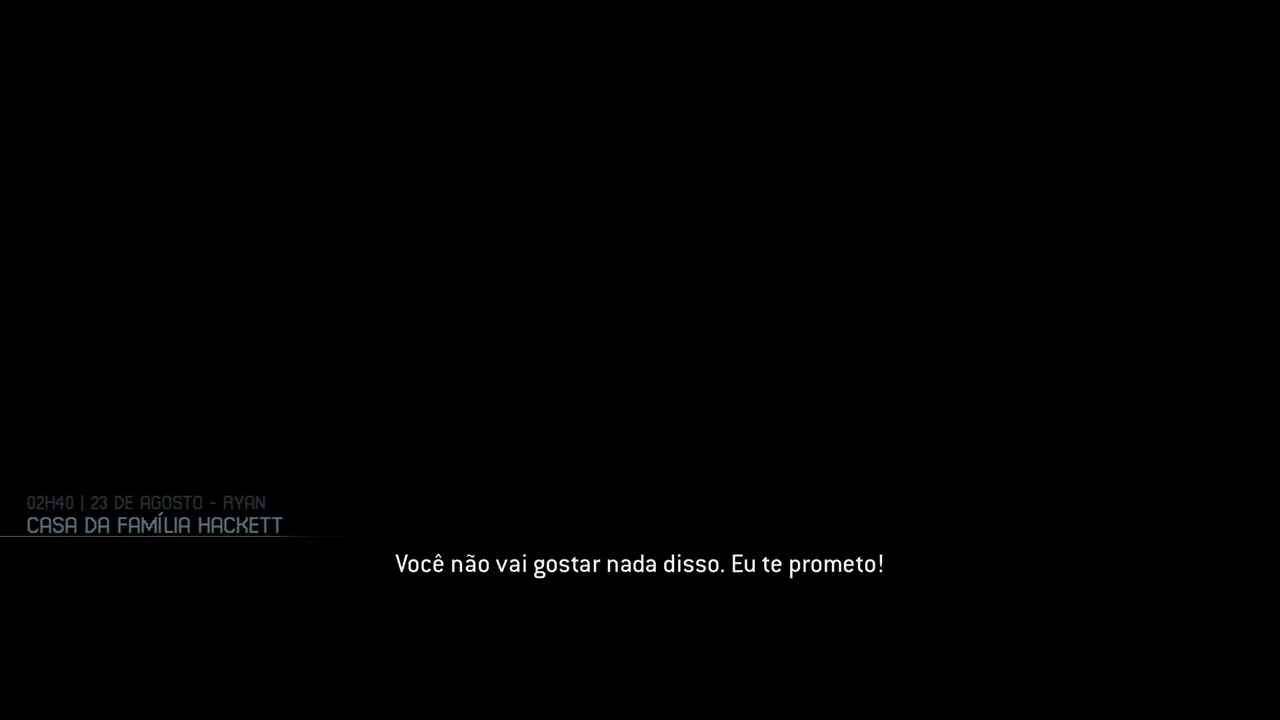 02H40 | 23 DE AGOSTO - RYAN
CASA DA FAMÍLIA HACKETT
Você não vai gostar nada disso. Eu te prometo!